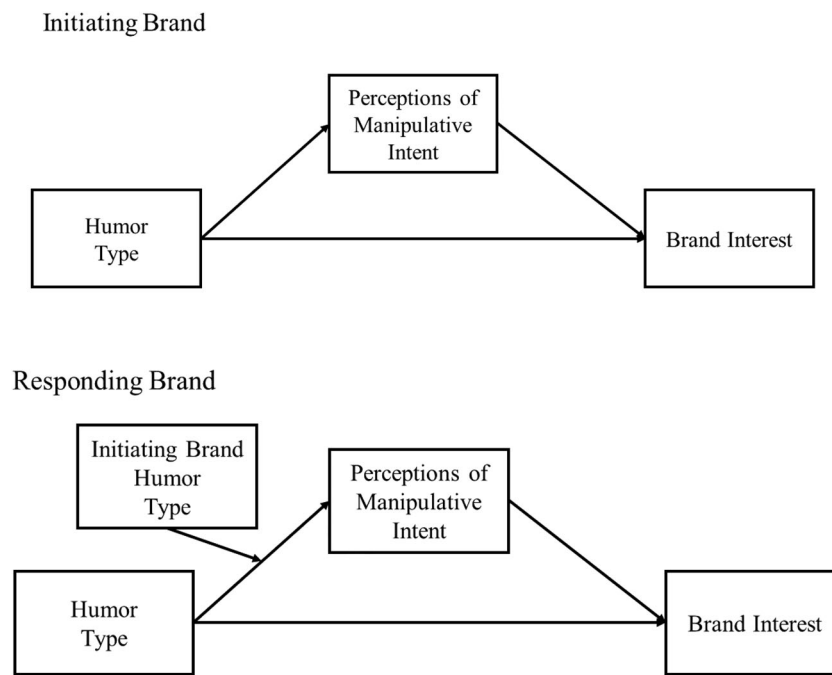 Initiating Brand
Perceptions of
Manipulative
Intent
Humor
Type
Brand Interest
Responding Brand
Initiating Brand
Humor
Type
Perceptions of
Manipulative
Intent
Humor
Type
Brand Interest